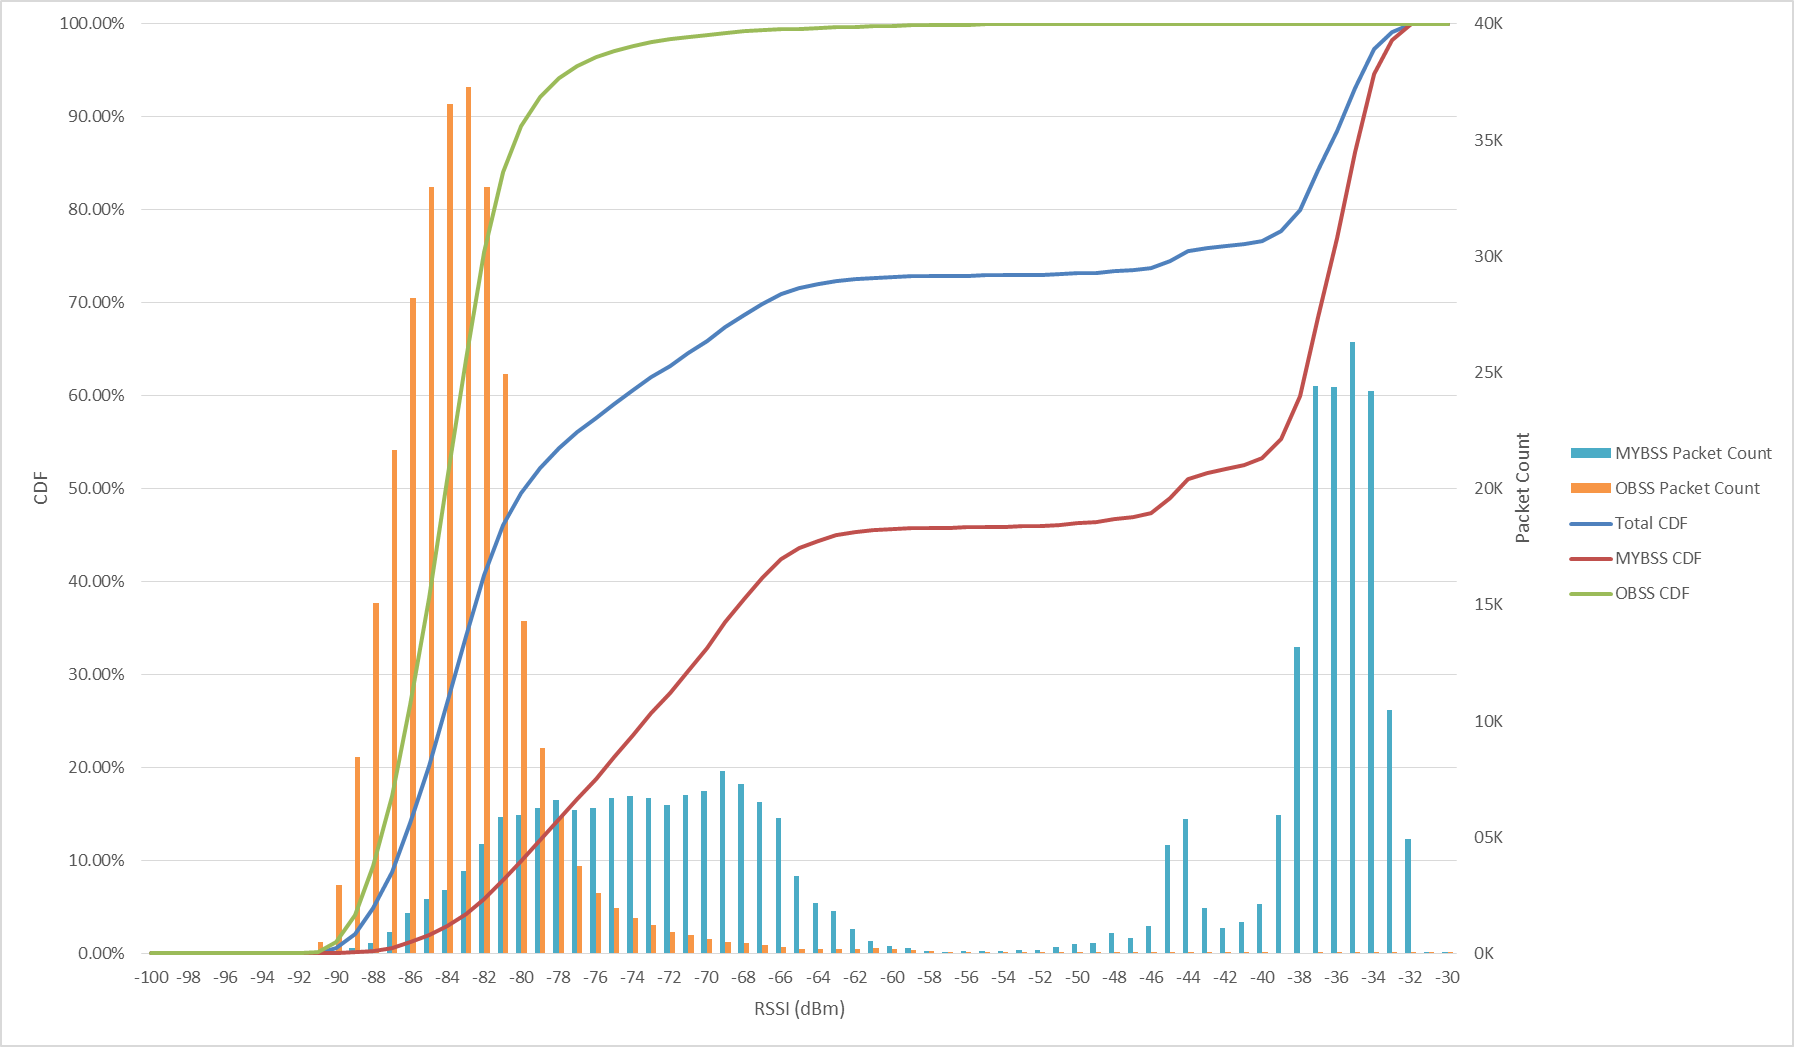 100.00%
90.00%
80.00%
70.00%
60.00%
50.00%
40.00%
30.00%
20.00%
10.00%
0.00%
CDF
40K
35K
30K
25K
20K
15K
10K
05K
0K
Packet Count
-100 -98 -96 -94 -92 -90 -88 -86 -84 -82 -80 -78 -76 -74 -72 -70 -68 -66 -64 -62 -60 -58 -56 -54 -52 -50 -48 -46 -44 -42 -40 -38 -36 -34 -32 -30
RSSI (dBm)
MYBSS Packet Count
OBSS Packet Count
Total CDF
MYBSS CDF
OBSS CDF